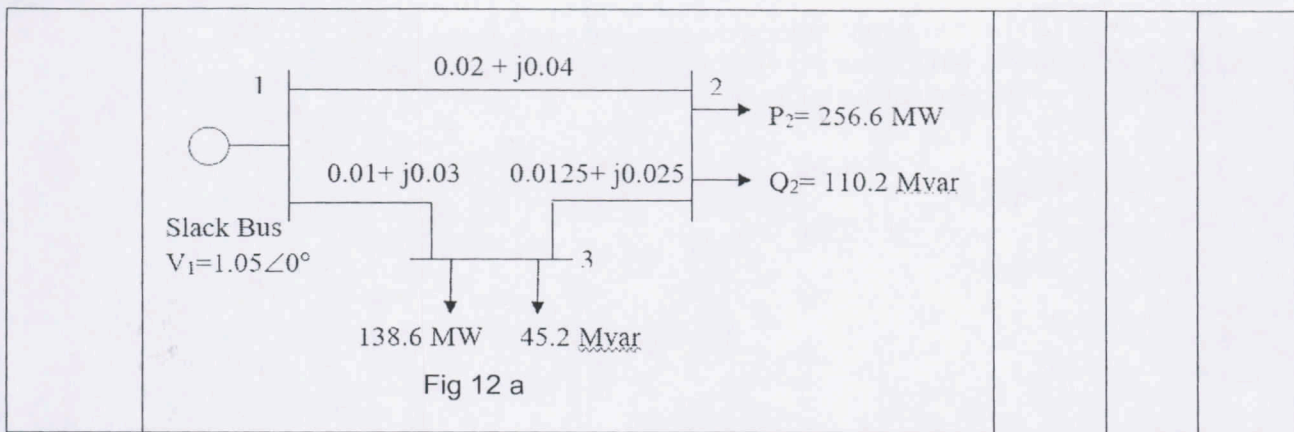 0.02 + j0.04
1
2
P₂= 256.6 MW
0.01+ j0.03
0.0125+ j0.025
Q₂= 110.2 Mvar
Slack Bus
V₁=1.05∠0°
3
138.6 MW
45.2 Mvar
Fig 12 a